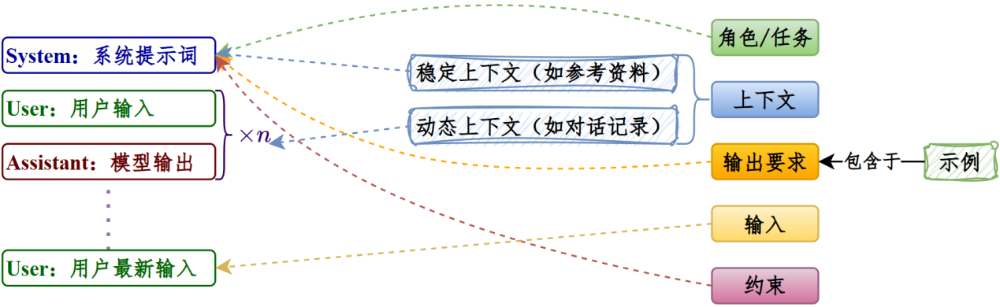 System：系统提示词
User：用户输入
Assistant：模型输出
×n
User：用户最新输入
稳定上下文（如参考资料）
动态上下文（如对话记录）
角色/任务
上下文
输出要求
包含于
示例
输入
约束